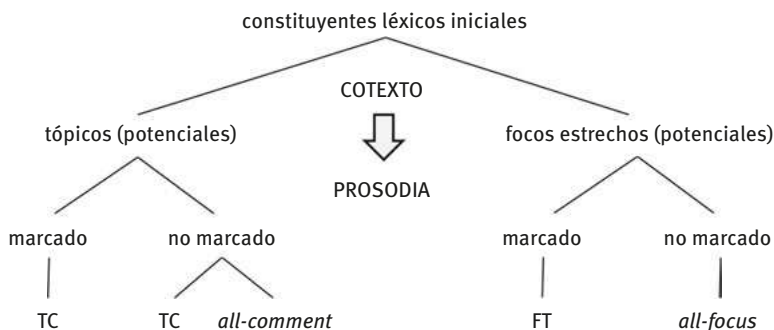 constituyentes léxicos iniciales
COTEXTO
tópicos (potenciales) focos estrechos (potenciales)
PROSODIA
marcado no marcado marcado no marcado
TC TC all-comment FT all-focus